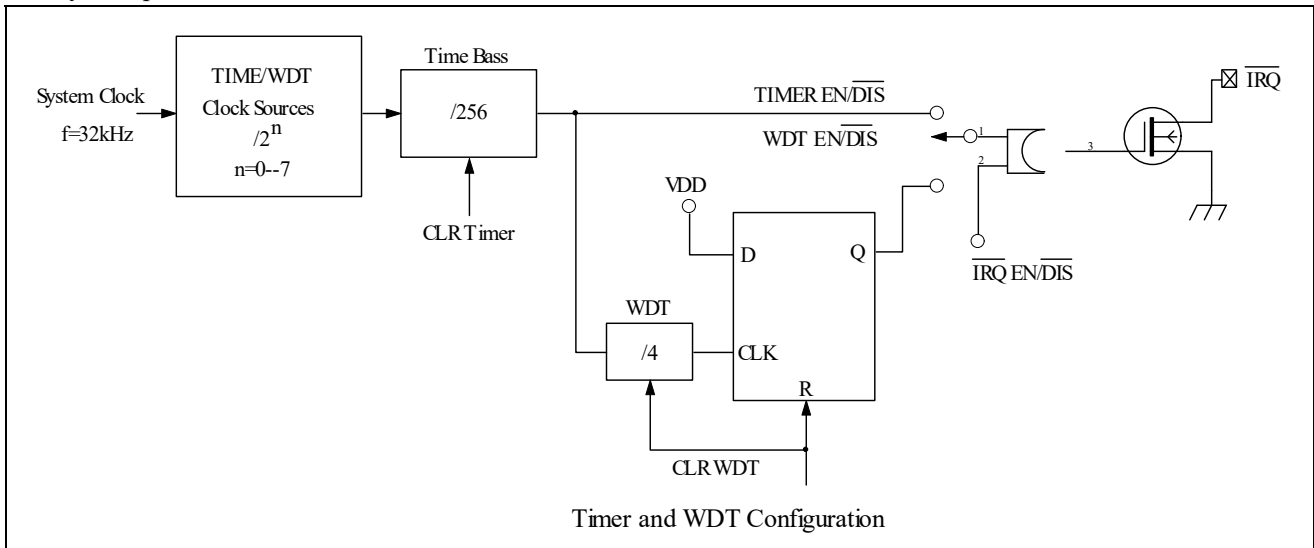 Time Bass
TIME/WDT
Clock Sources
/2^n
n=0--7
System Clock
f=32kHz
/256
CLR Timer
TIMER EN/DIS
WDT EN/DIS
1
2
3
IRQ
IRQ EN/DIS
VDD
D
Q
CLK
R
WDT
/4
CLR WDT
Timer and WDT Configuration